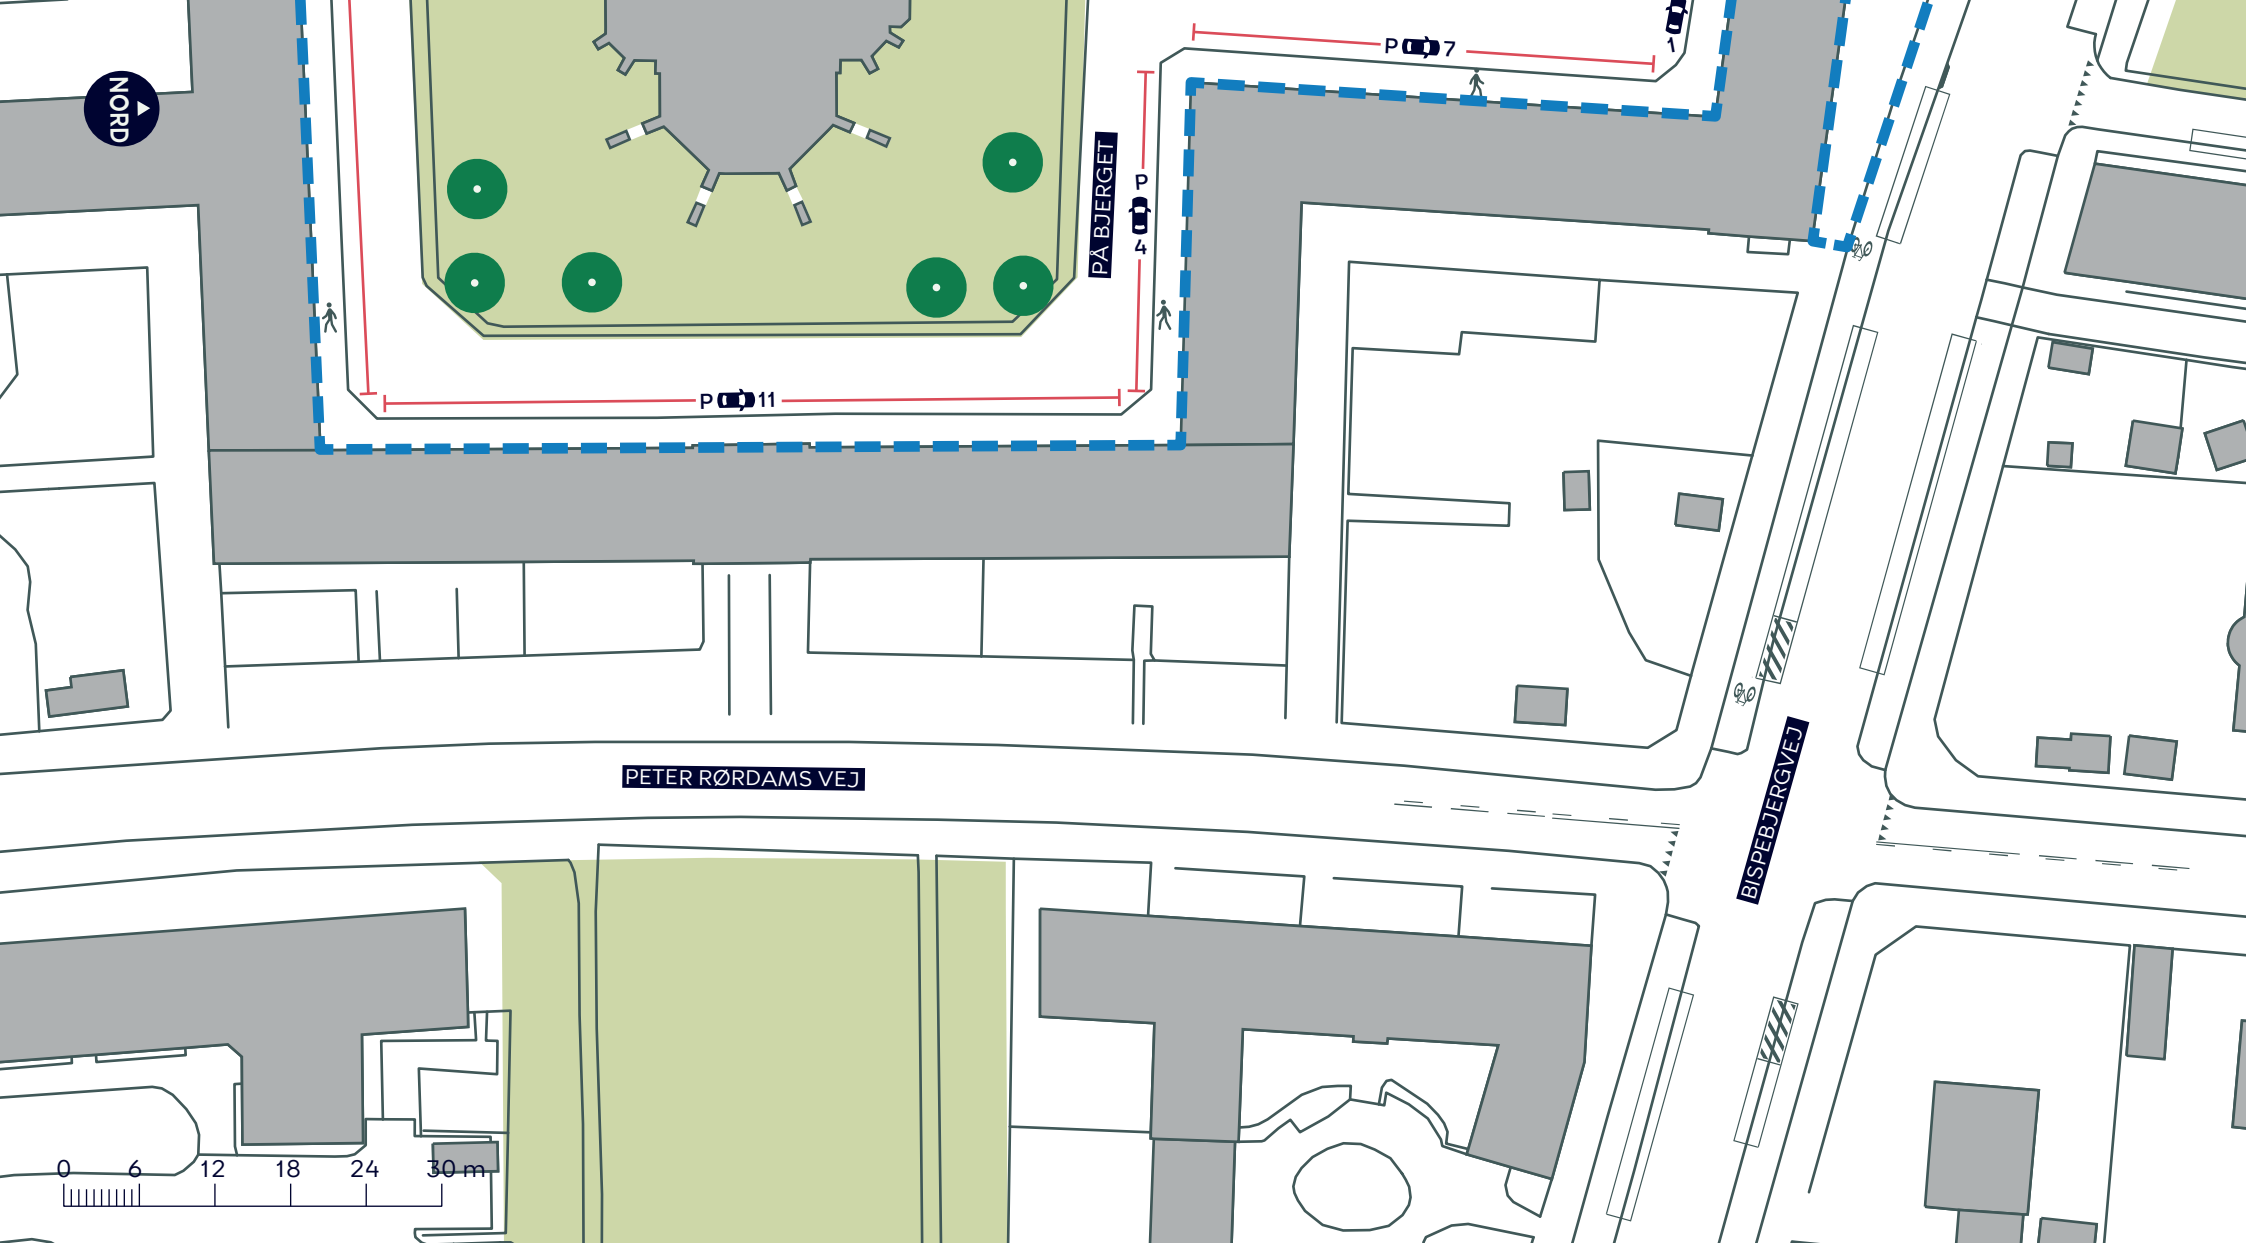 NORD
P 7
1
PÅ BJERGET
P 4
P 11
PETER RØRDAMS VEJ
BISPEBJERGVEJ
0 6 12 18 24 30 m